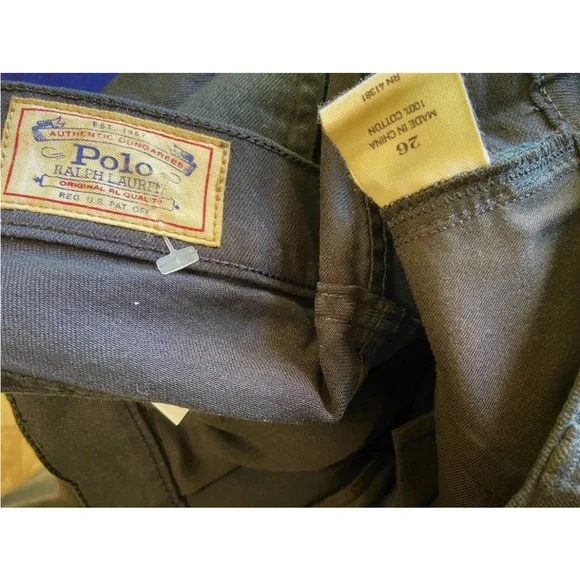 EST. 1967
AUTHENTIC DUNGAREES
Polo
RALPH LAUREN
ORIGINAL RL QUALITY
REG. U.S. PAT. OFF.
26
MADE IN CHINA
100% COTTON
RN 41381